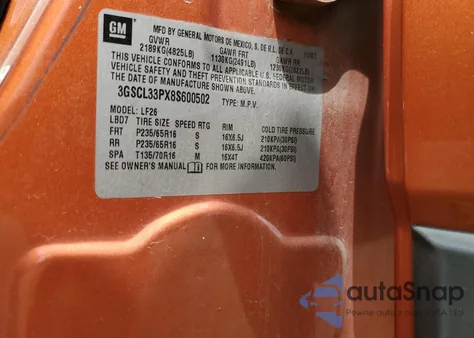 GM
MFD BY GENERAL MOTORS DE MEXICO, S. DE R.L. DE C.V.
GVWR GAWR FRT GAWR RR
2189KG(4825LB) 1130KG(2491LB)
THIS VEHICLE CONFORMS TO ALL APPLICABLE U.S. FEDERAL MOTOR
VEHICLE SAFETY AND THEFT PREVENTION STANDARDS IN EFFECT ON
THE DATE OF MANUFACTURE SHOWN ABOVE.
3GSCL33PX8S600502 TYPE: M.P.V.
MODEL: LF26
LBD7 TIRE SIZE SPEED RTG RIM COLD TIRE PRESSURE
FRT P235/65R16 S 16X6.5J 210KPA(30PSI)
RR P235/65R16 S 16X6.5J 210KPA(30PSI)
SPA T135/70R16 M 16X4T 420KPA(60PSI)
SEE OWNER'S MANUAL FOR MORE INFORMATION.
autoSnap